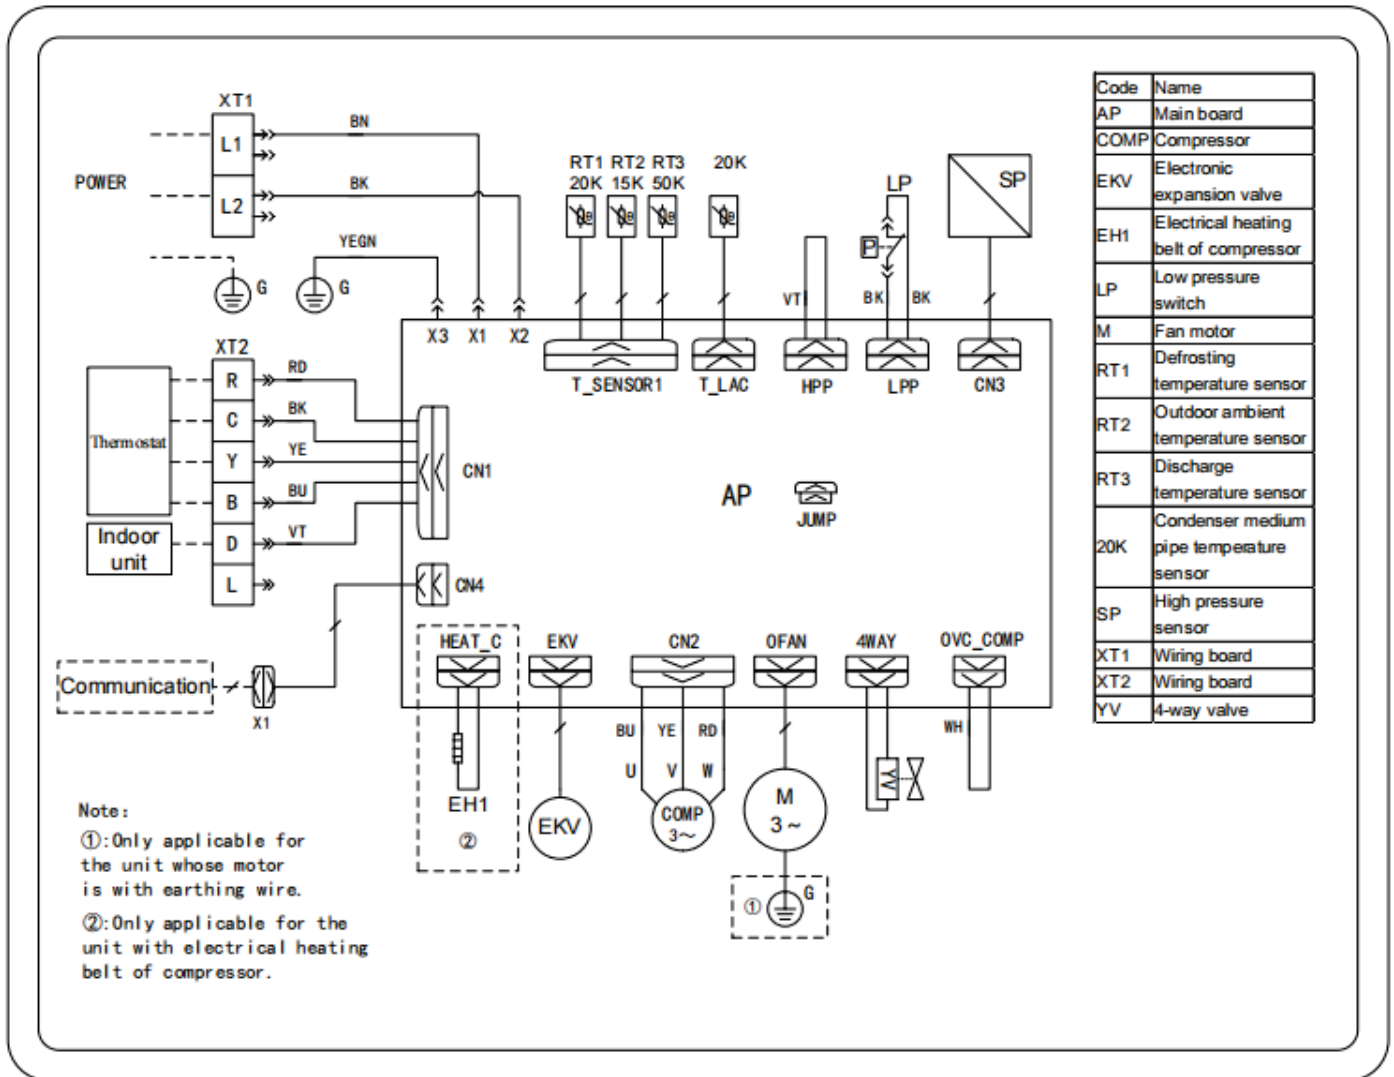 XT1
L1
L2
POWER
BN
BK
YEGN
G
G
X3 X1 X2
RT1 RT2 RT3
20K 15K 50K
20K
LP
P
SP
VT
BK
BK
T_SENSOR1
T_LAC
HPP
LPP
CN3
XT2
R
C
Y
B
D
L
RD
BK
YE
BU
VT
Thermostat
Indoor
unit
CN1
CN4
AP
JUMP
Communication
X1
HEAT_C
EKV
CN2
OFAN
4WAY
OVC_COMP
BU
YE
RD
WH
U
V
W
EH1
②
EKV
COMP
3～
M
3 ~
YV
①
G
Note:
①:Only applicable for
the unit whose motor
is with earthing wire.
②:Only applicable for the
unit with electrical heating
belt of compressor.
Code Name
AP Main board
COMP Compressor
EKV Electronic
expansion valve
EH1 Electrical heating
belt of compressor
LP Low pressure
switch
M Fan motor
RT1 Defrosting
temperature sensor
RT2 Outdoor ambient
temperature sensor
RT3 Discharge
temperature sensor
20K Condenser medium
pipe temperature
sensor
SP High pressure
sensor
XT1 Wiring board
XT2 Wiring board
YV 4-way valve